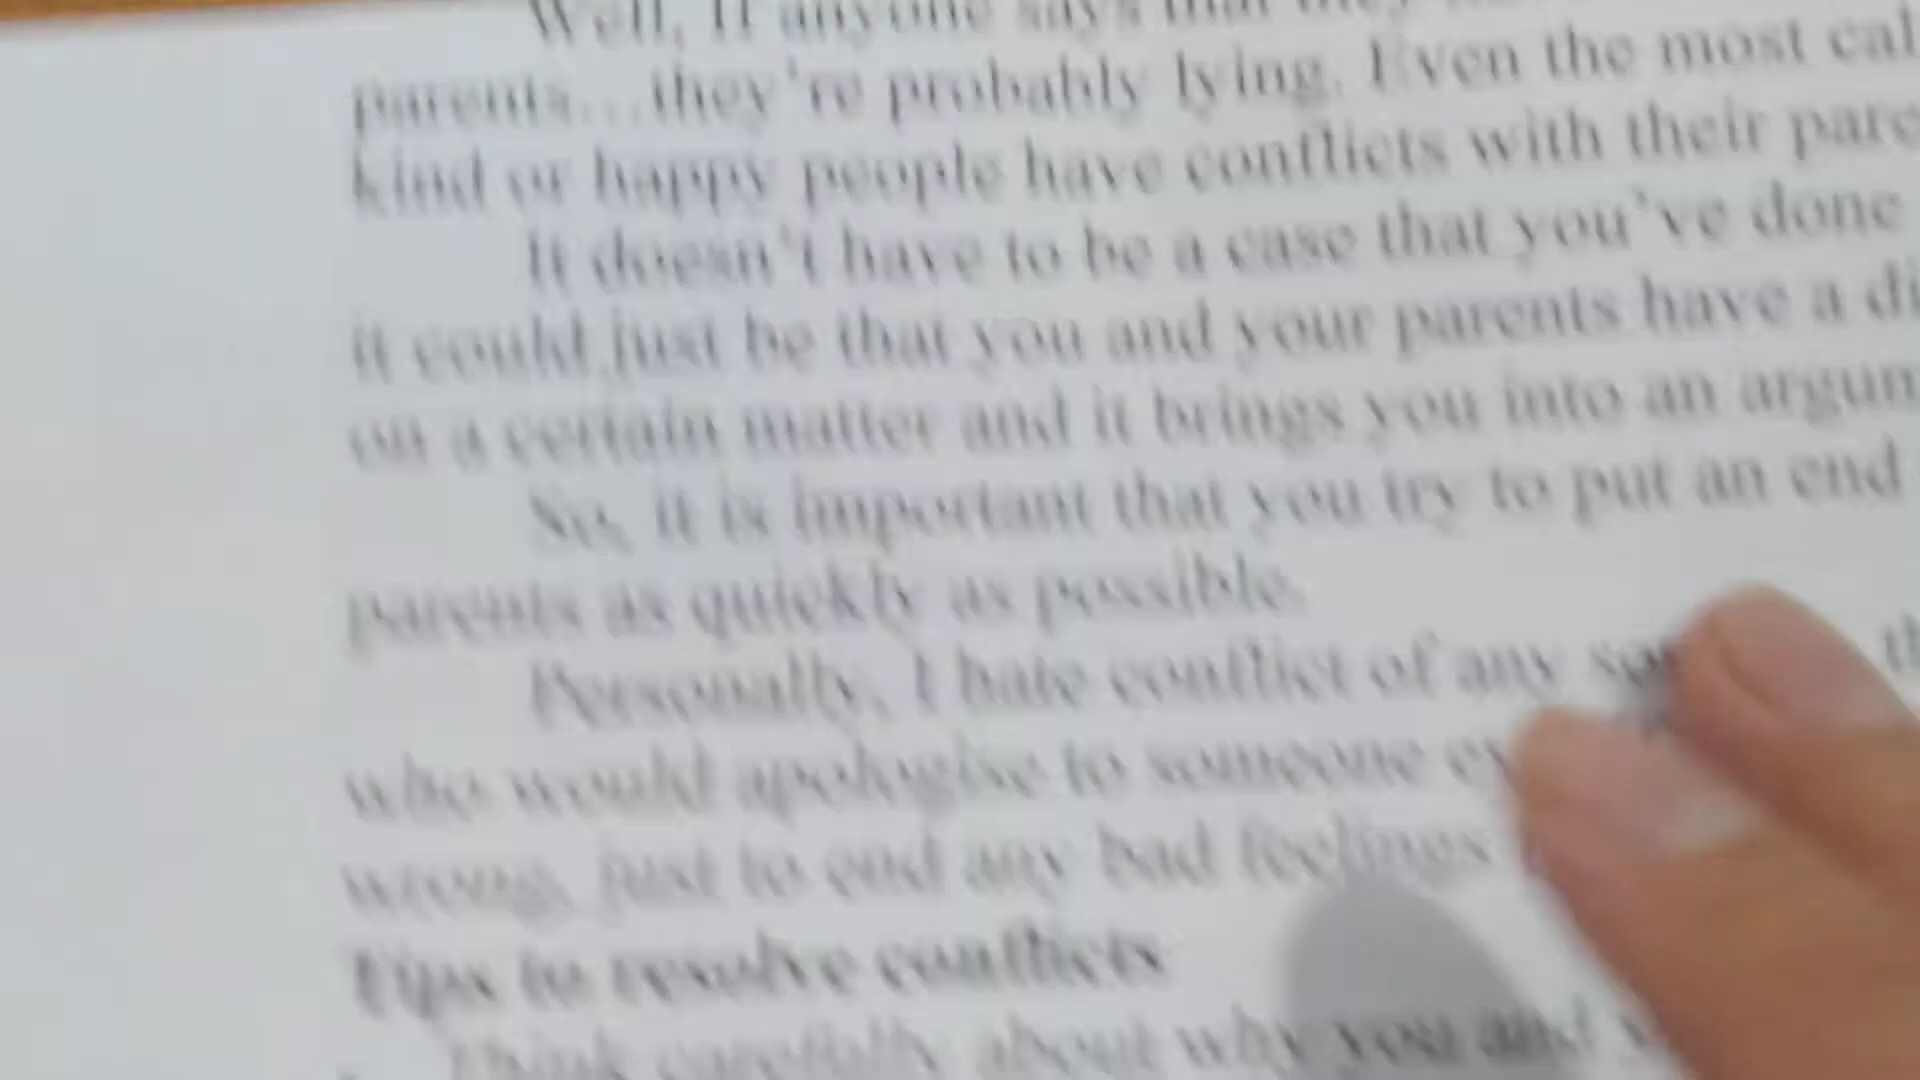 Well, If anyone says that they
parents...they're probably lying. Even the most cal
kind or happy people have conflicts with their pare
It doesn't have to be a case that you've done
it could just be that you and your parents have a di
on a certain matter and it brings you into an argum
So, it is important that you try to put an end
parents as quickly as possible.
Personally, I hate conflict of any
who would apologise to someone
wrong, just to end any bad feelings
Tips to resolve conflicts
Think carefully about why you and